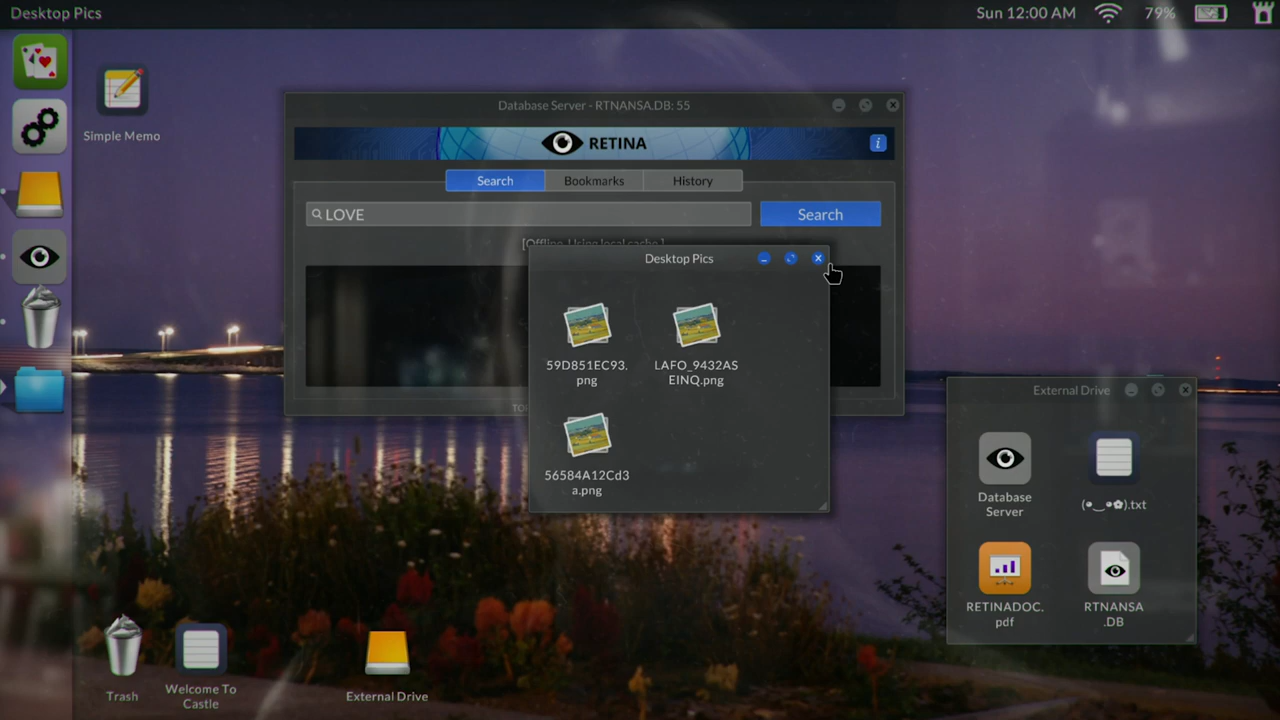 Desktop Pics
Sun 12:00 AM
79%
Simple Memo
Database Server - RTNANSA.DB: 55
RETINA
i
Search
Bookmarks
History
LOVE
Search
[Offline. Using local cache.]
Desktop Pics
59D851EC93.
png
LAFO_9432AS
EINQ.png
56584A12Cd3
a.png
External Drive
Database
Server
(•‿•✿).txt
RETINADOC.
pdf
RTNANSA
.DB
Trash
Welcome To
Castle
External Drive